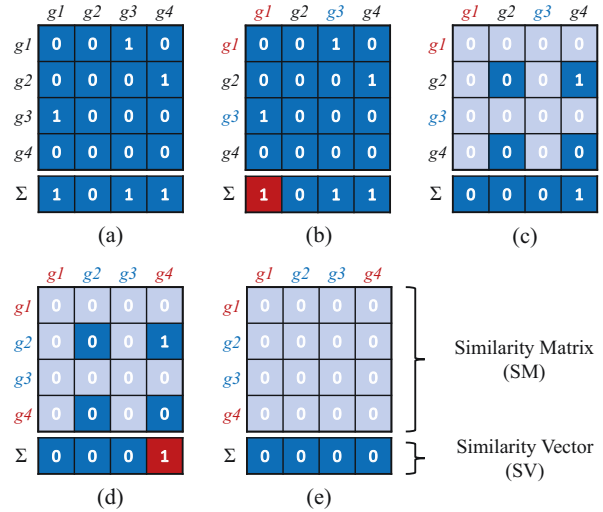 g1 g2 g3 g4
g1 0 0 1 0
g2 0 0 0 1
g3 1 0 0 0
g4 0 0 0 0
Σ 1 0 1 1
(a)
g1 g2 g3 g4
g1 0 0 1 0
g2 0 0 0 1
g3 1 0 0 0
g4 0 0 0 0
Σ 1 0 1 1
(b)
g1 g2 g3 g4
g1 0 0 0 0
g2 0 0 0 1
g3 0 0 0 0
g4 0 0 0 0
Σ 0 0 0 1
(c)
g1 g2 g3 g4
g1 0 0 0 0
g2 0 0 0 1
g3 0 0 0 0
g4 0 0 0 0
Σ 0 0 0 1
(d)
g1 g2 g3 g4
g1 0 0 0 0
g2 0 0 0 0
g3 0 0 0 0
g4 0 0 0 0
Σ 0 0 0 0
(e)
Similarity Matrix
(SM)
Similarity Vector
(SV)